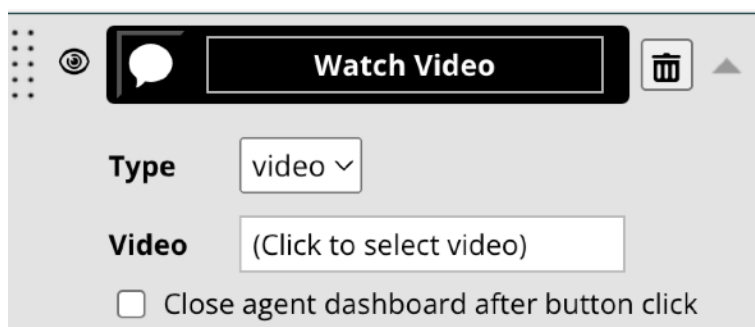 Watch Video
Type video
Video (Click to select video)
Close agent dashboard after button click